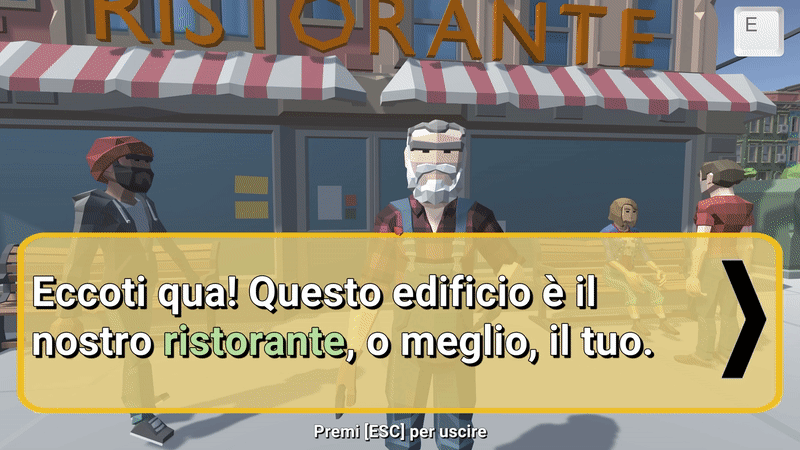 RISTORANTE
E
Eccoti qua! Questo edificio è il
nostro ristorante, o meglio, il tuo.
Premi [ESC] per uscire